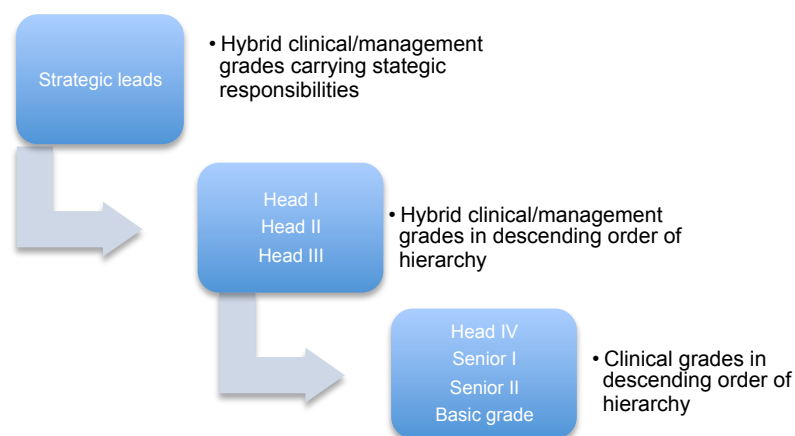 Strategic leads
• Hybrid clinical/management
grades carrying stategic
responsibilities
Head I
Head II
Head III
• Hybrid clinical/management
grades in descending order of
hierarchy
Head IV
Senior I
Senior II
Basic grade
• Clinical grades in
descending order of
hierarchy